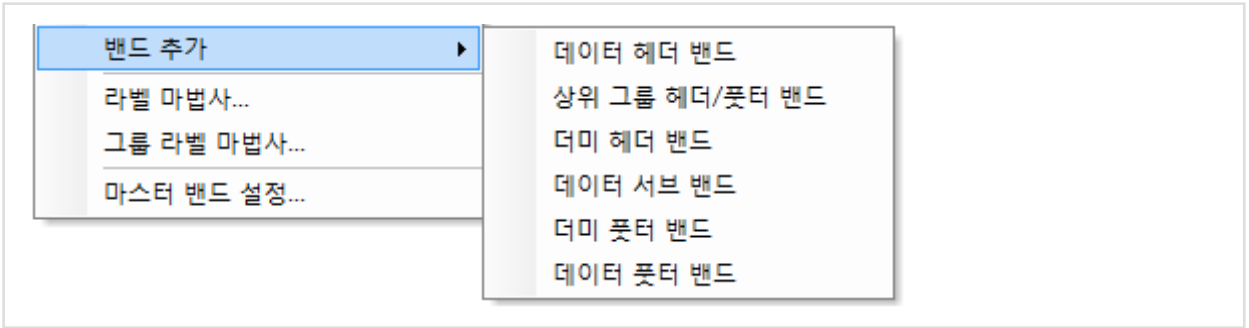 밴드 추가
라벨 마법사...
그룹 라벨 마법사...
마스터 밴드 설정...
데이터 헤더 밴드
상위 그룹 헤더/풋터 밴드
더미 헤더 밴드
데이터 서브 밴드
더미 풋터 밴드
데이터 풋터 밴드